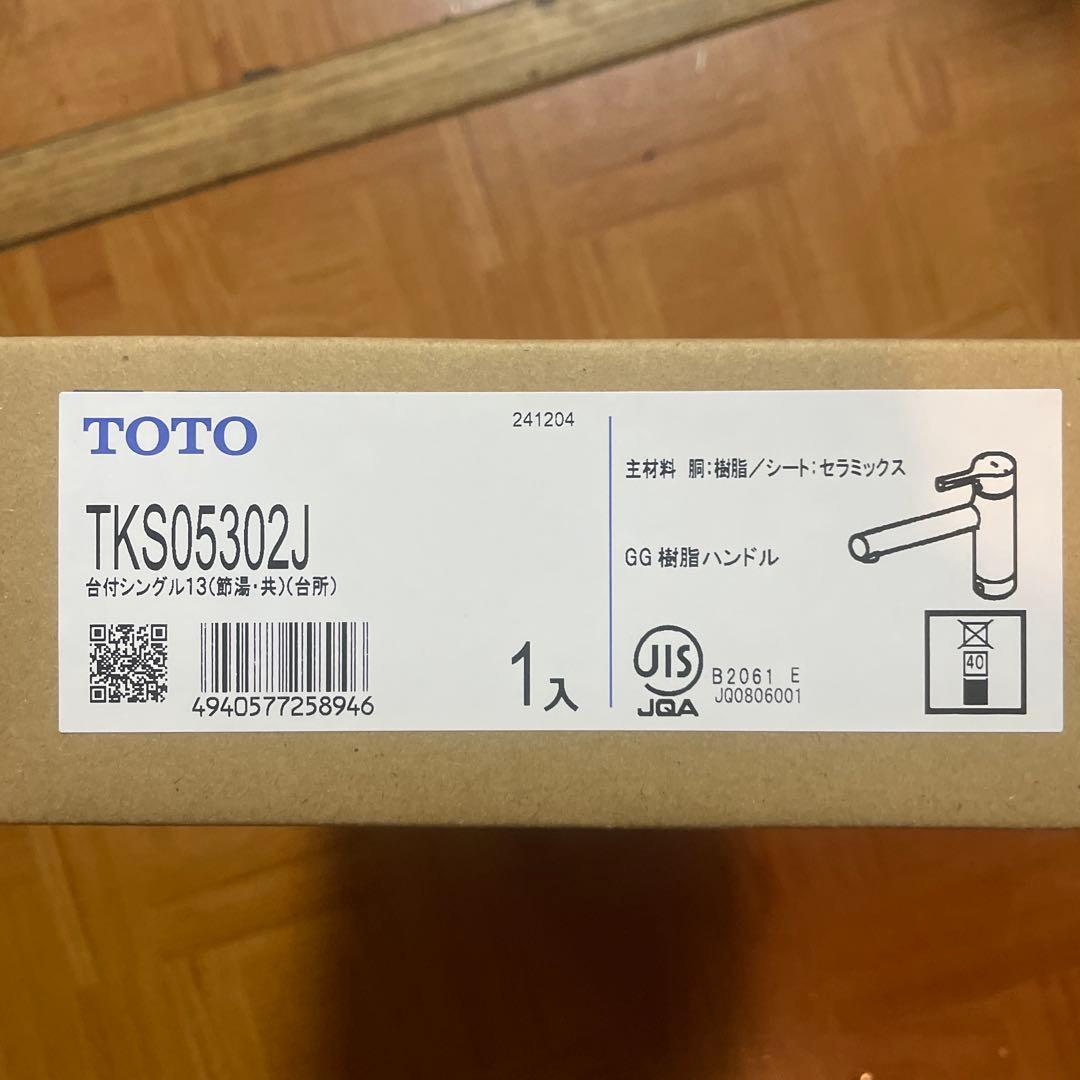 TOTO
241204
TKS05302J
台付シングル13(節湯・共)(台所)
4940577258946
1入
主材料 胴:樹脂/シート:セラミックス
GG 樹脂ハンドル
JIS
JQA
B2061 E
JQ0806001
40